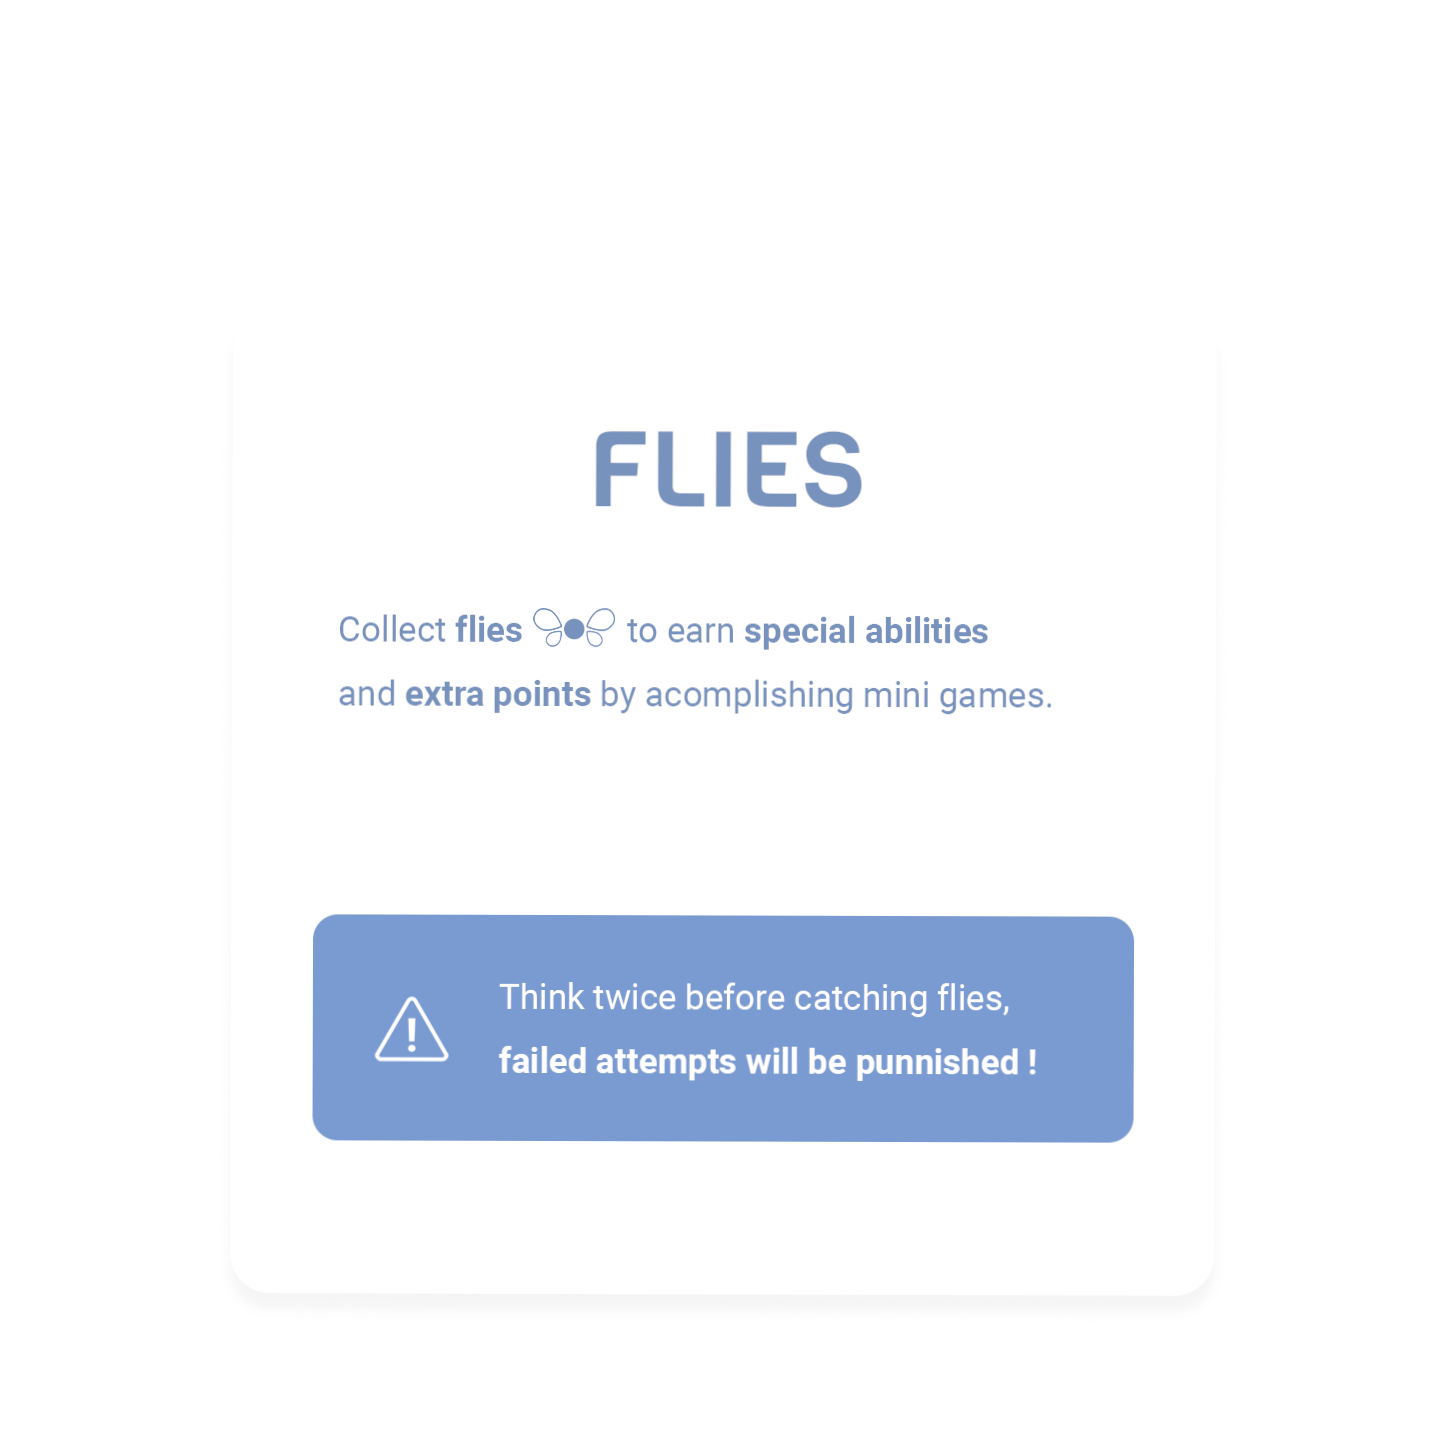 FLIES
Collect flies to earn special abilities
and extra points by acomplishing mini games.
Think twice before catching flies,
failed attempts will be punnished !